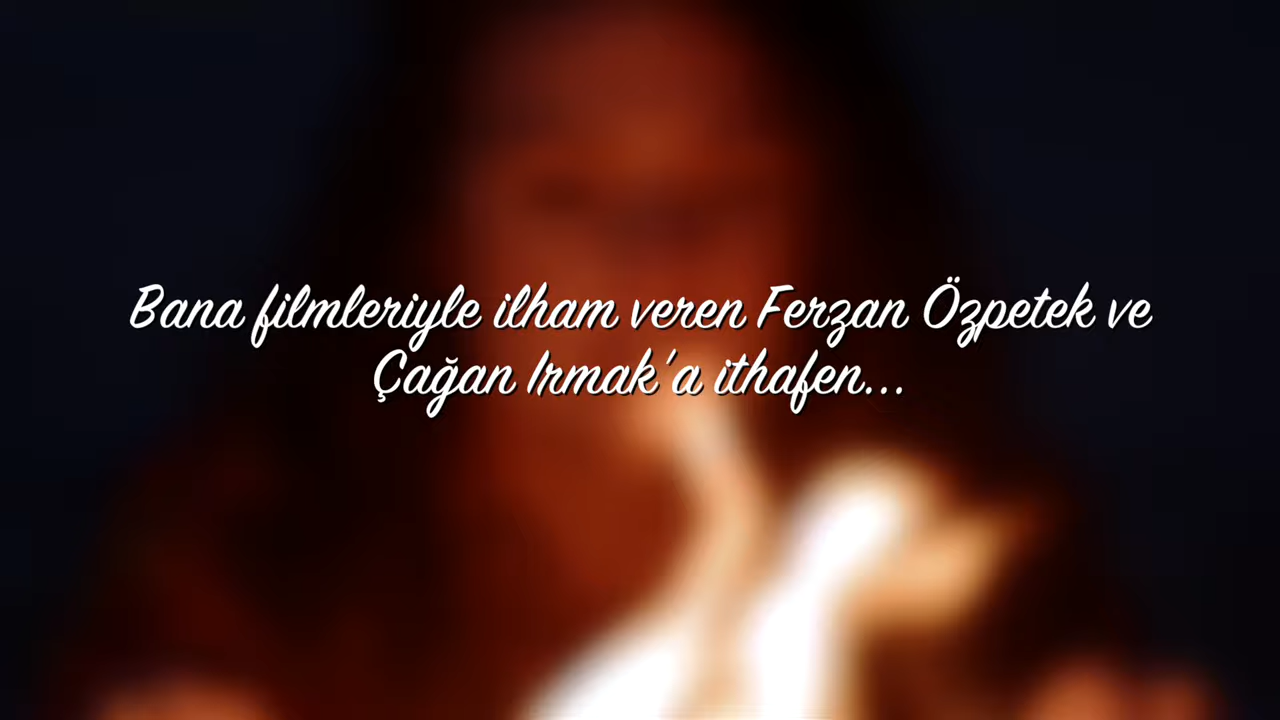 Bana filmleriyle ilham veren Ferzan Özpetek ve
Çağan Irmak'a ithafen...